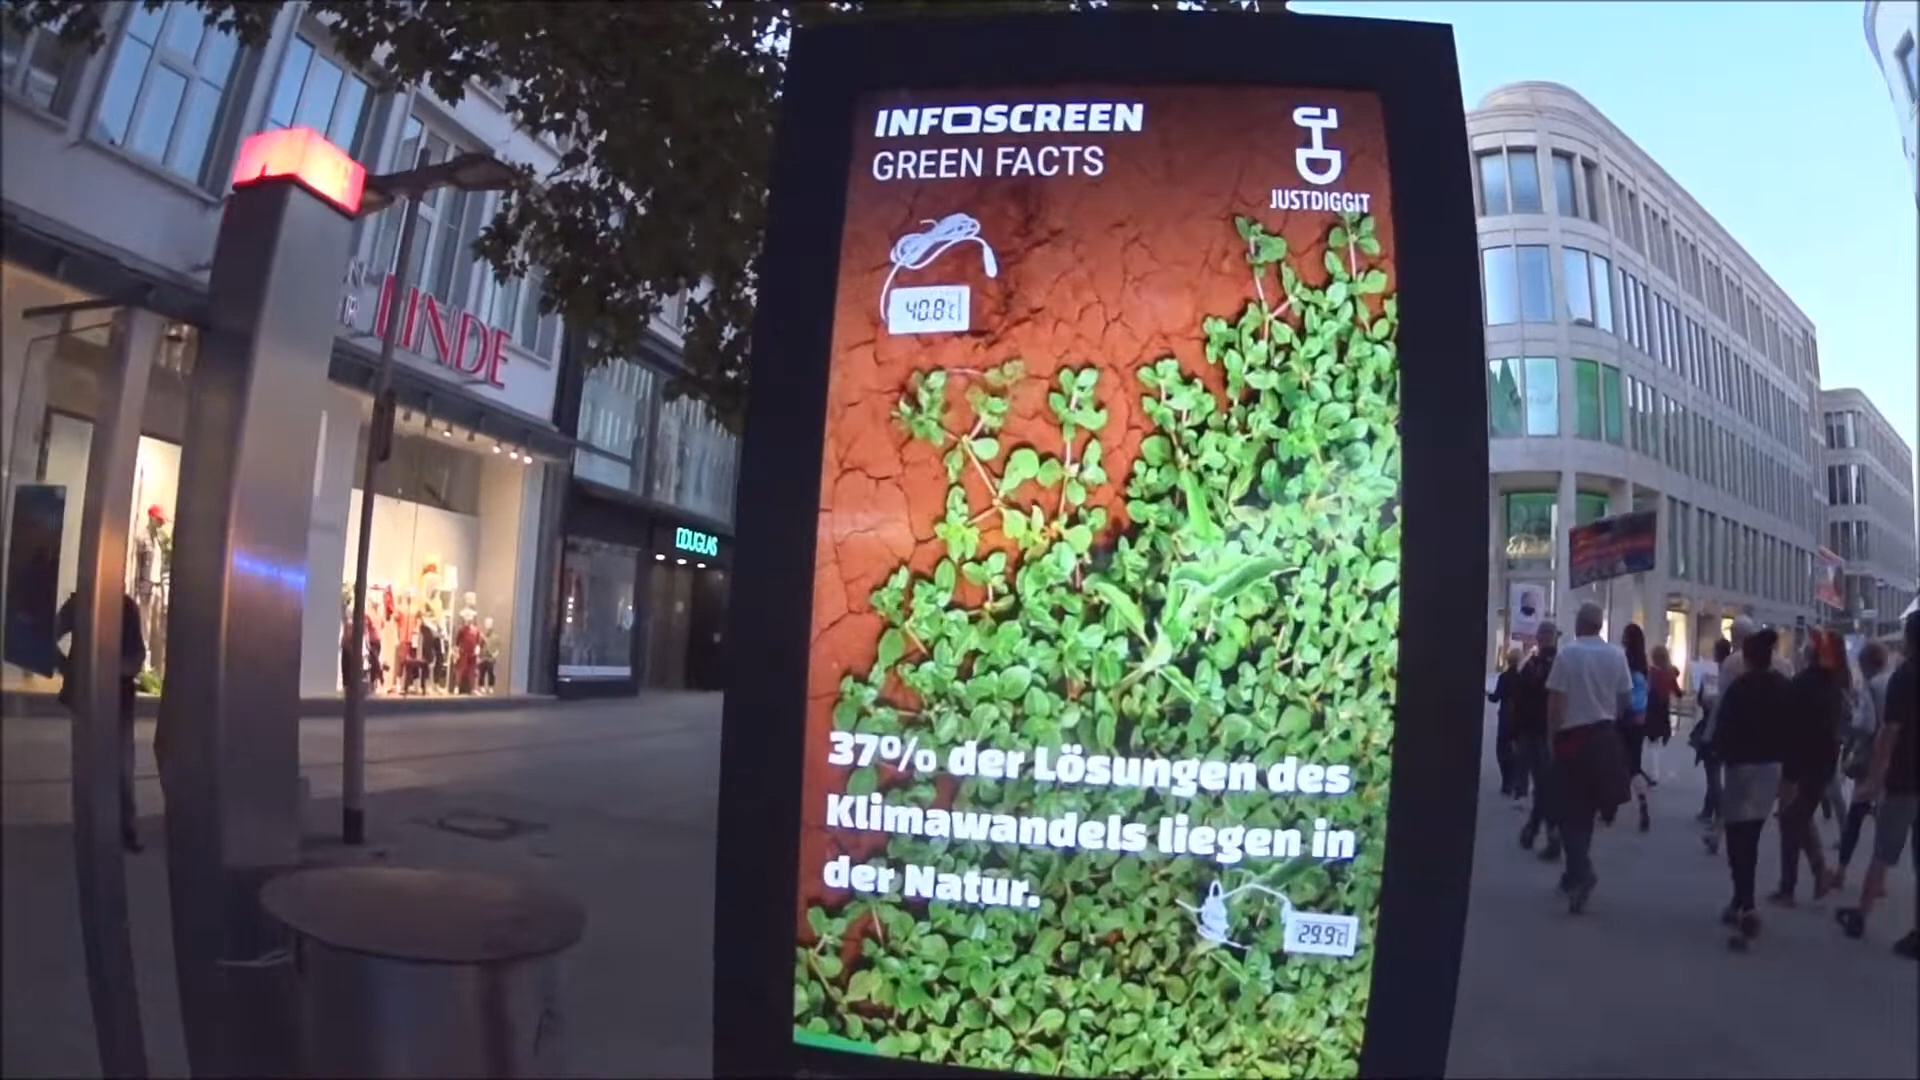 INFOSCREEN
GREEN FACTS
JUSTDIGGIT
40.8°C
37% der Lösungen des
Klimawandels liegen in
der Natur.
29.9°C
LINDE
DOUGLAS